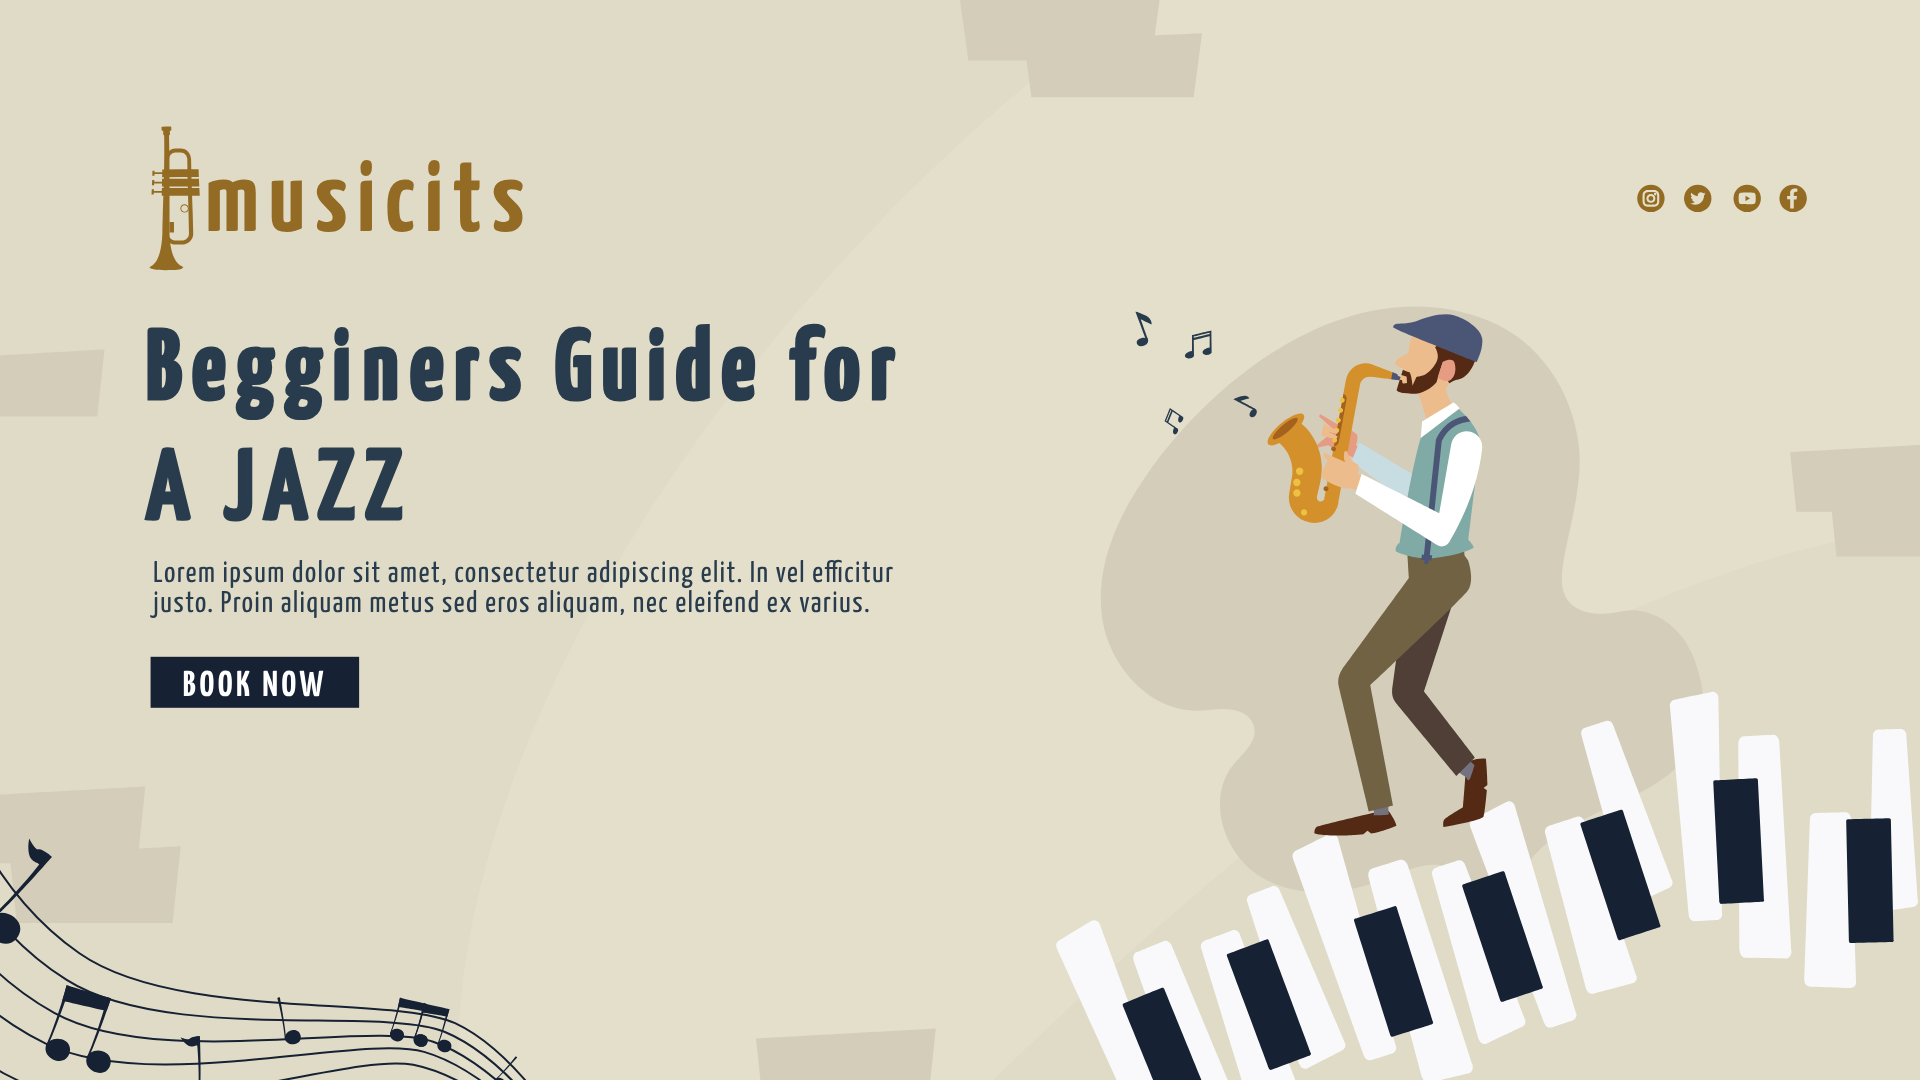 musicits
Begginers Guide for
A JAZZ
Lorem ipsum dolor sit amet, consectetur adipiscing elit. In vel efficitur
justo. Proin aliquam metus sed eros aliquam, nec eleifend ex varius.
BOOK NOW